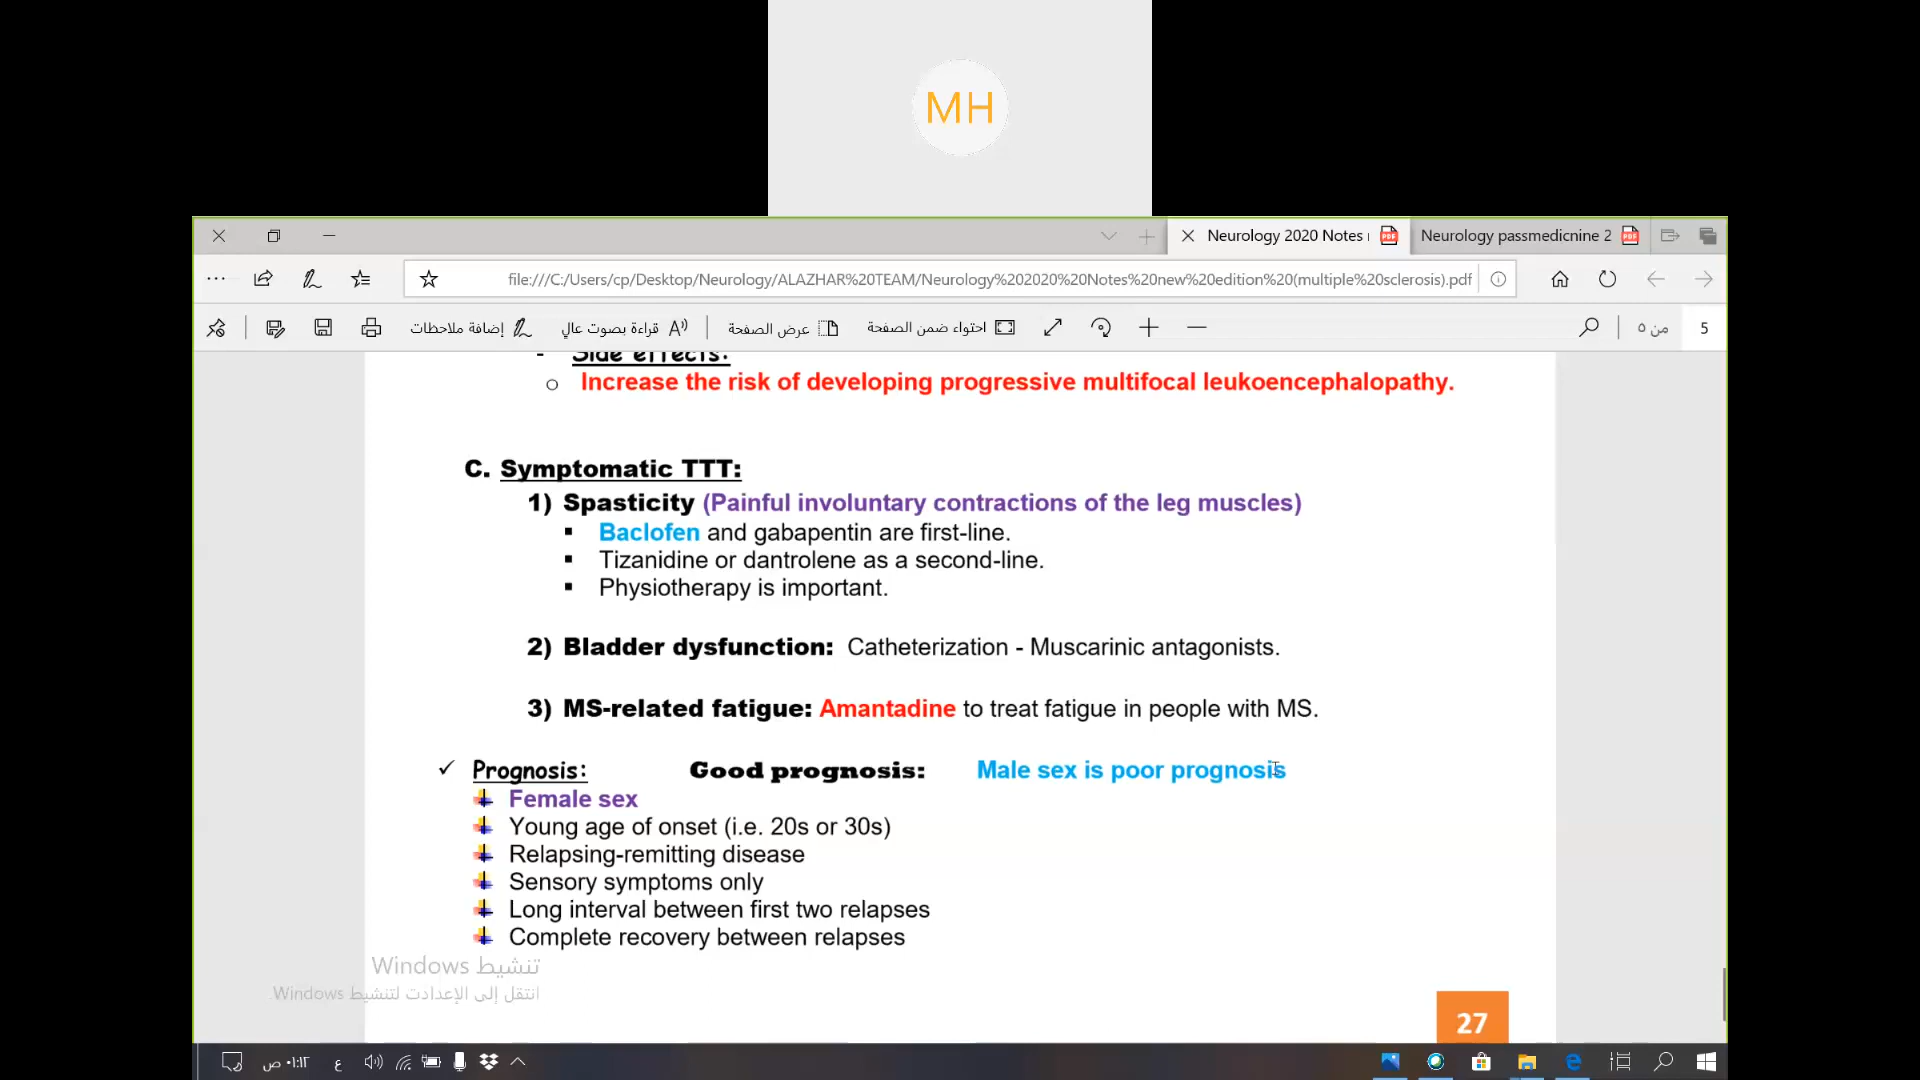 MH
Neurology 2020 Notes
Neurology passmedicnine 2
file:///C:/Users/cp/Desktop/Neurology/ALAZHAR%20TEAM/Neurology%202020%20Notes%20new%20edition%20(multiple%20sclerosis).pdf
إضافة ملاحظات
قراءة بصوت عالٍ
عرض الصفحة
احتواء ضمن الصفحة
من ٥
5
- Side effects:
o Increase the risk of developing progressive multifocal leukoencephalopathy.
C. Symptomatic TTT:
1) Spasticity (Painful involuntary contractions of the leg muscles)
▪ Baclofen and gabapentin are first-line.
▪ Tizanidine or dantrolene as a second-line.
▪ Physiotherapy is important.
2) Bladder dysfunction: Catheterization - Muscarinic antagonists.
3) MS-related fatigue: Amantadine to treat fatigue in people with MS.
✓ Prognosis: Good prognosis: Male sex is poor prognosis
Female sex
Young age of onset (i.e. 20s or 30s)
Relapsing-remitting disease
Sensory symptoms only
Long interval between first two relapses
Complete recovery between relapses
تنشيط Windows
انتقل إلى الإعدادت لتنشيط Windows.
27
٠١:١٢ ص
ع